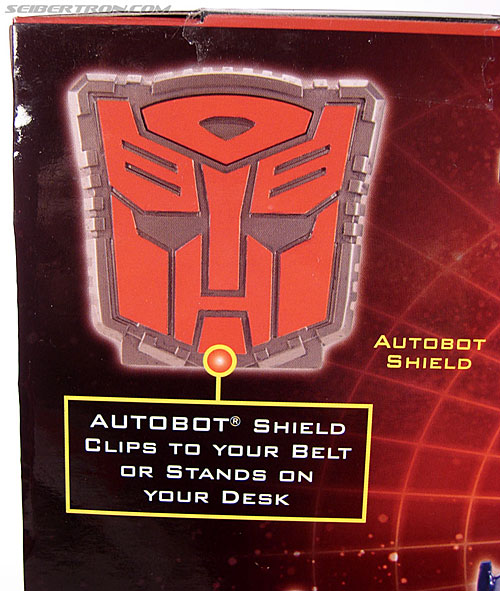 SEIBERTRON.COM
AUTOBOT
SHIELD
AUTOBOT® SHIELD
CLIPS TO YOUR BELT
OR STANDS ON
YOUR DESK